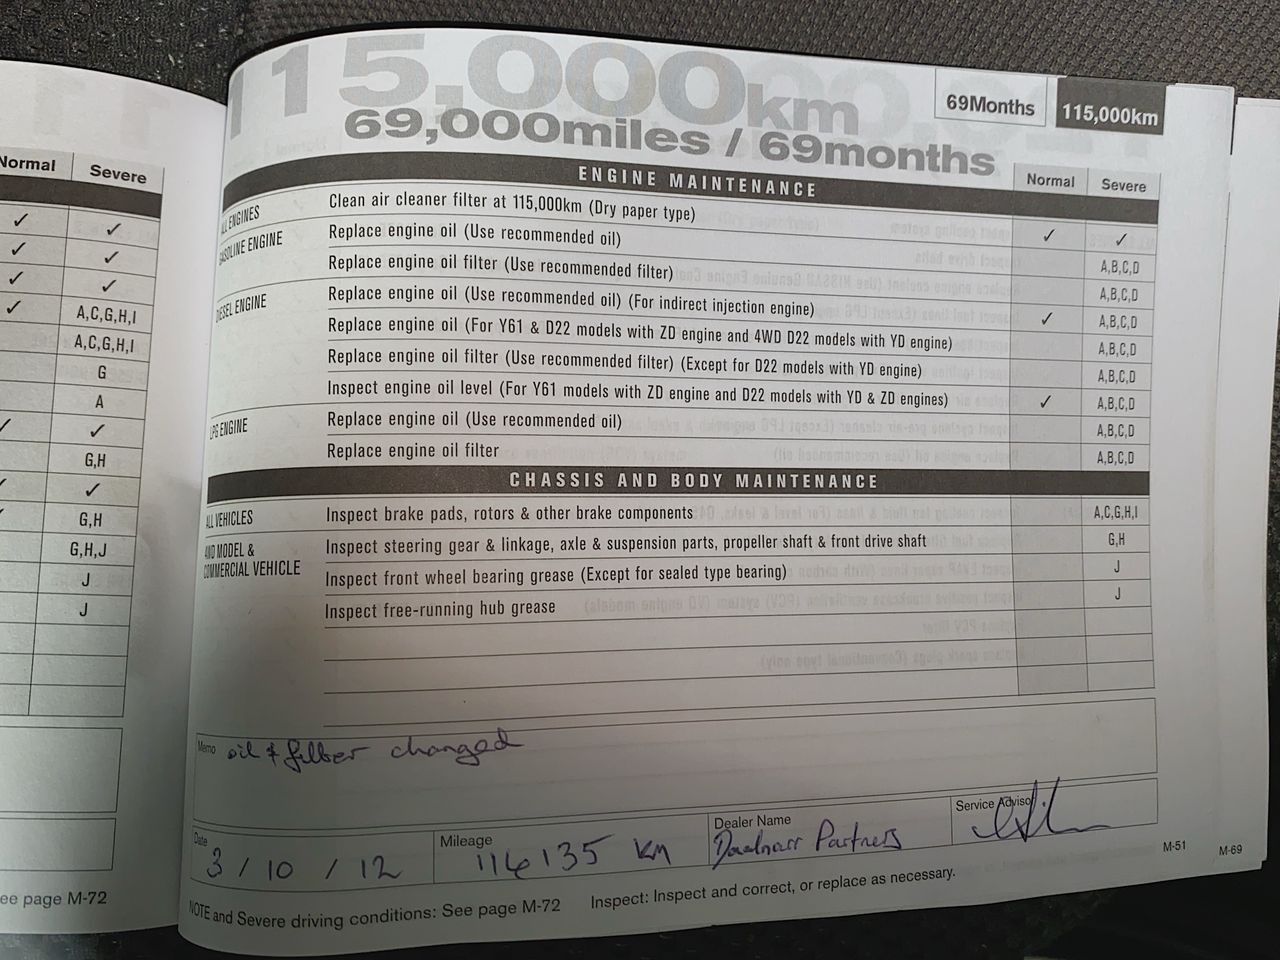 Normal Severe
✓ ✓
✓ ✓
✓ ✓
✓ A,C,G,H,I
A,C,G,H,I
G
A
✓ ✓
G,H
✓ ✓
✓ G,H
G,H,J
J
J
ee page M-72
115,000km
69,000miles / 69months
69Months 115,000km
ENGINE MAINTENANCE Normal Severe
ALL ENGINES Clean air cleaner filter at 115,000km (Dry paper type)
GASOLINE ENGINE Replace engine oil (Use recommended oil) ✓ ✓
Replace engine oil filter (Use recommended filter) A,B,C,D
DIESEL ENGINE Replace engine oil (Use recommended oil) (For indirect injection engine) A,B,C,D
Replace engine oil (For Y61 & D22 models with ZD engine and 4WD D22 models with YD engine) ✓ A,B,C,D
Replace engine oil filter (Use recommended filter) (Except for D22 models with YD engine) A,B,C,D
Inspect engine oil level (For Y61 models with ZD engine and D22 models with YD & ZD engines) A,B,C,D
LPG ENGINE Replace engine oil (Use recommended oil) ✓ A,B,C,D
Replace engine oil filter A,B,C,D
A,B,C,D
CHASSIS AND BODY MAINTENANCE
ALL VEHICLES Inspect brake pads, rotors & other brake components A,C,G,H,I
4WD MODEL & COMMERCIAL VEHICLE Inspect steering gear & linkage, axle & suspension parts, propeller shaft & front drive shaft G,H
Inspect front wheel bearing grease (Except for sealed type bearing) J
Inspect free-running hub grease J
Memo oil & filter changed
Date 3 / 10 / 12 Mileage 116135 KM Dealer Name Partners Service Advisor
NOTE and Severe driving conditions: See page M-72 Inspect: Inspect and correct, or replace as necessary.
M-51
M-69